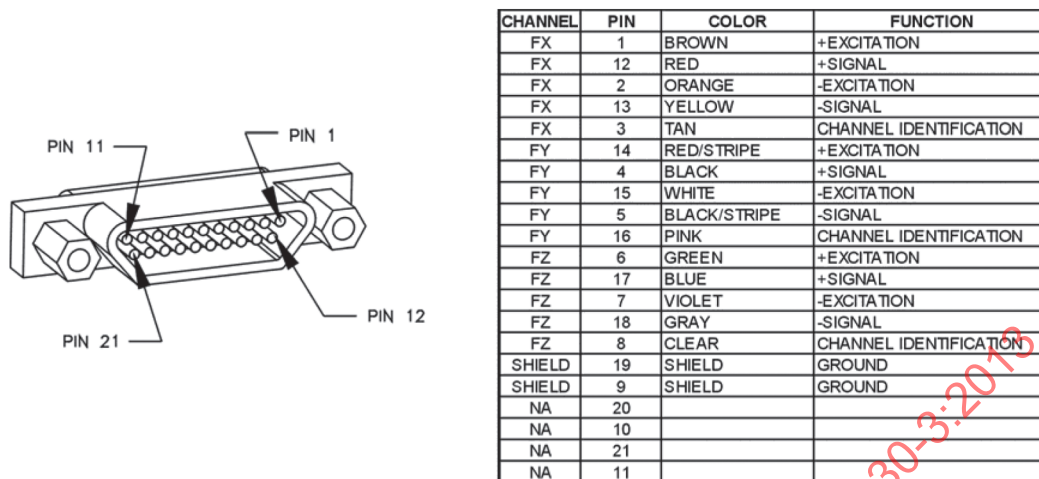 PIN 11
PIN 1
PIN 12
PIN 21
CHANNEL PIN COLOR FUNCTION
FX 1 BROWN +EXCITATION
FX 12 RED +SIGNAL
FX 2 ORANGE -EXCITATION
FX 13 YELLOW -SIGNAL
FX 3 TAN CHANNEL IDENTIFICATION
FY 14 RED/STRIPE +EXCITATION
FY 4 BLACK +SIGNAL
FY 15 WHITE -EXCITATION
FY 5 BLACK/STRIPE -SIGNAL
FY 16 PINK CHANNEL IDENTIFICATION
FZ 6 GREEN +EXCITATION
FZ 17 BLUE +SIGNAL
FZ 7 VIOLET -EXCITATION
FZ 18 GRAY -SIGNAL
FZ 8 CLEAR CHANNEL IDENTIFICATION
SHIELD 19 SHIELD GROUND
SHIELD 9 SHIELD GROUND
NA 20
NA 10
NA 21
NA 11
30-3:2013